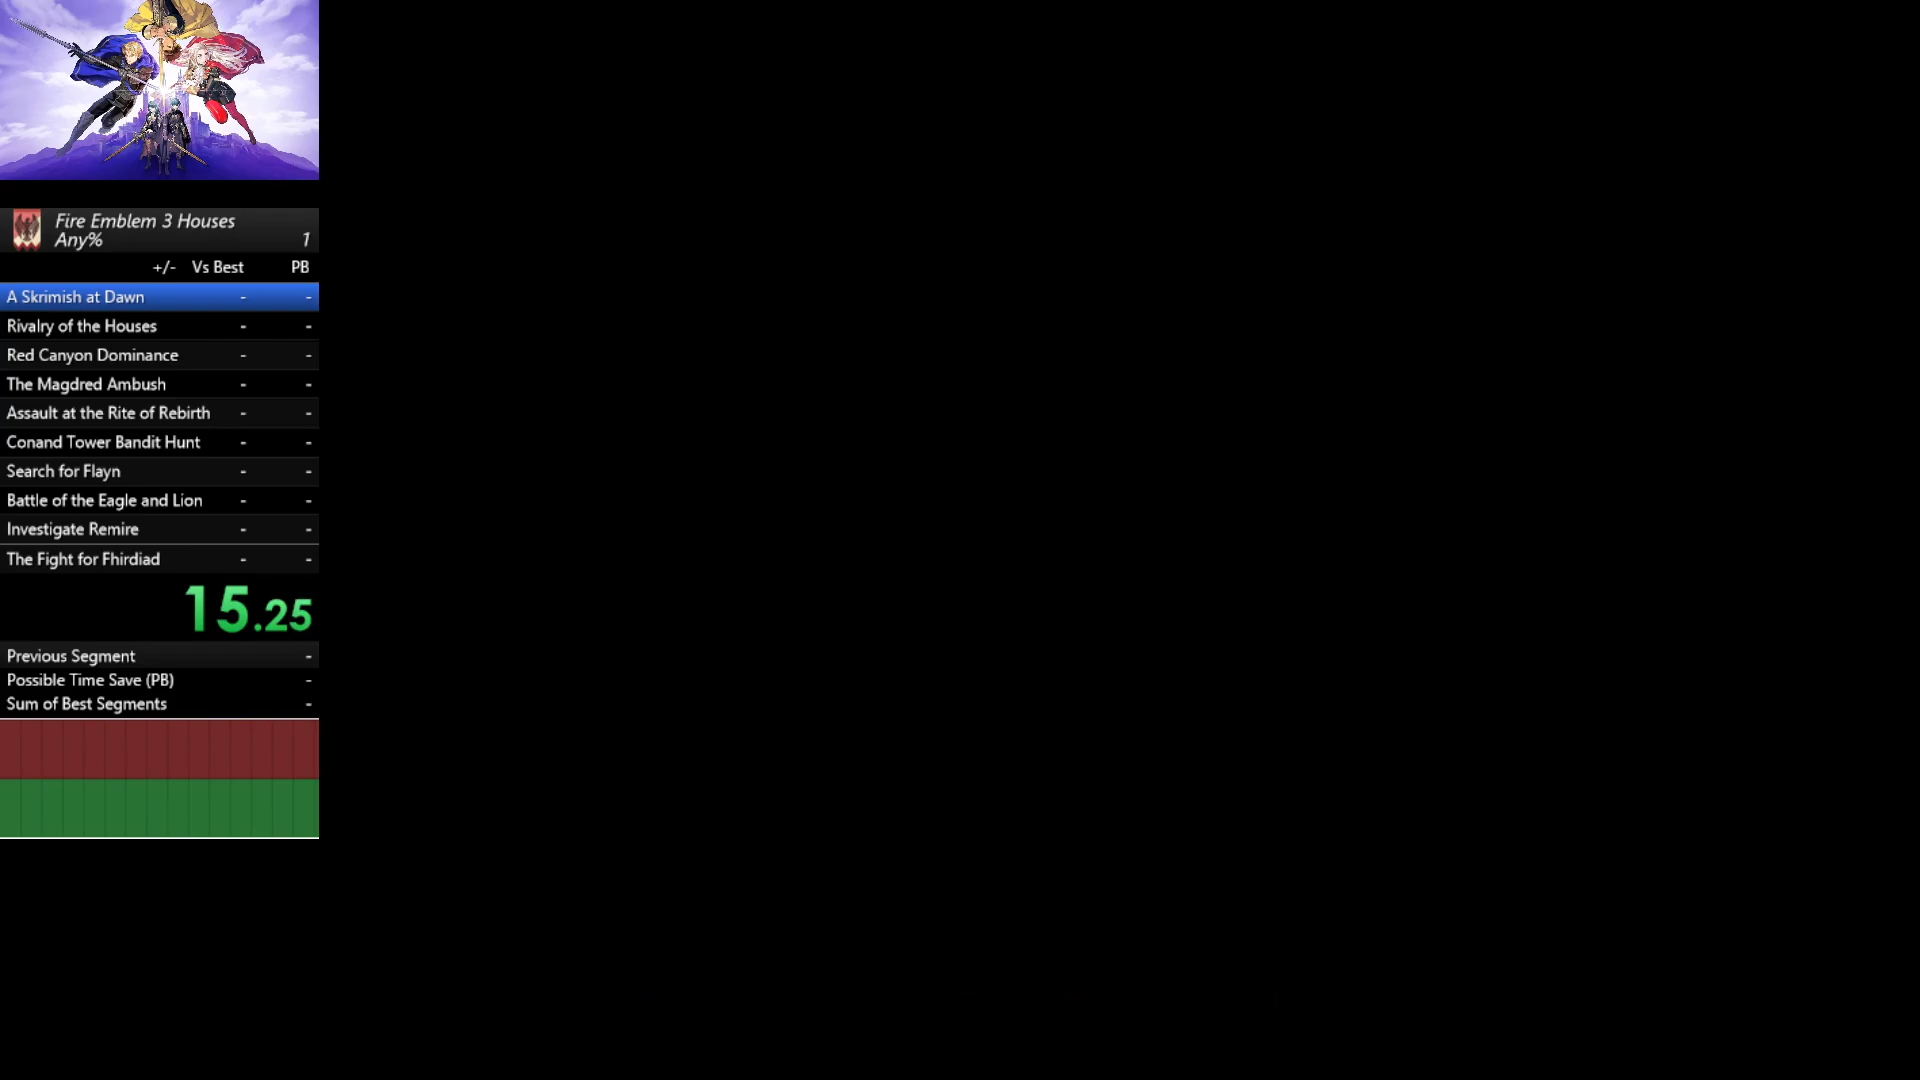 Fire Emblem 3 Houses
Any% 1
+/- Vs Best PB
A Skrimish at Dawn - -
Rivalry of the Houses - -
Red Canyon Dominance - -
The Magdred Ambush - -
Assault at the Rite of Rebirth - -
Conand Tower Bandit Hunt - -
Search for Flayn - -
Battle of the Eagle and Lion - -
Investigate Remire - -
The Fight for Fhirdiad - -
15.25
Previous Segment -
Possible Time Save (PB) -
Sum of Best Segments -